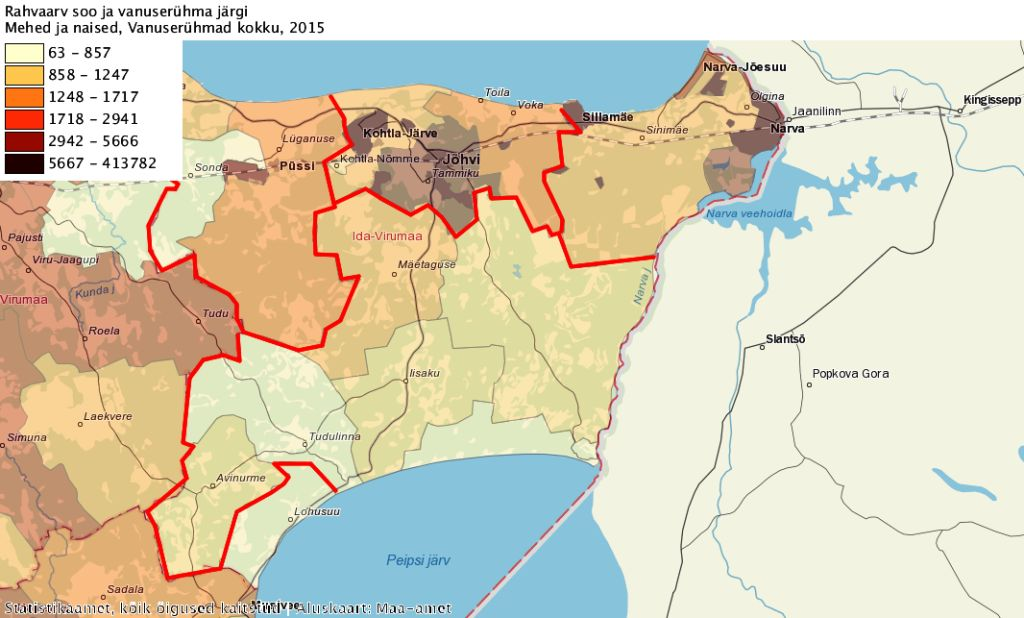 Rahvaarv soo ja vanuserühma järgi
Mehed ja naised, Vanuserühmad kokku, 2015
63 - 857
858 - 1247
1248 - 1717
1718 - 2941
2942 - 5666
5667 - 413782
Narva-Jõesuu
Toila
Voka
Olgina
Kingissepp
Jaanilinn
Sillamäe
Narva
Sinimäe
Kohtla-Järve
Lüganuse
Kohtla-Nõmme
Jõhvi
Sonda
Püssi
Tammiku
Narva veehoidla
Pajusti
Ida-Virumaa
Viru-Jaagupi
Mäetaguse
Kunda j
Narva j
Virumaa
Tudu
Roela
Slantsõ
Iisaku
Popkova Gora
Laekvere
Simuna
Tudulinna
Avinurme
Lohusuu
Peipsi järv
Sadala
Statistikaamet, kõik õigused kaitstud | Aluskaart: Maa-amet